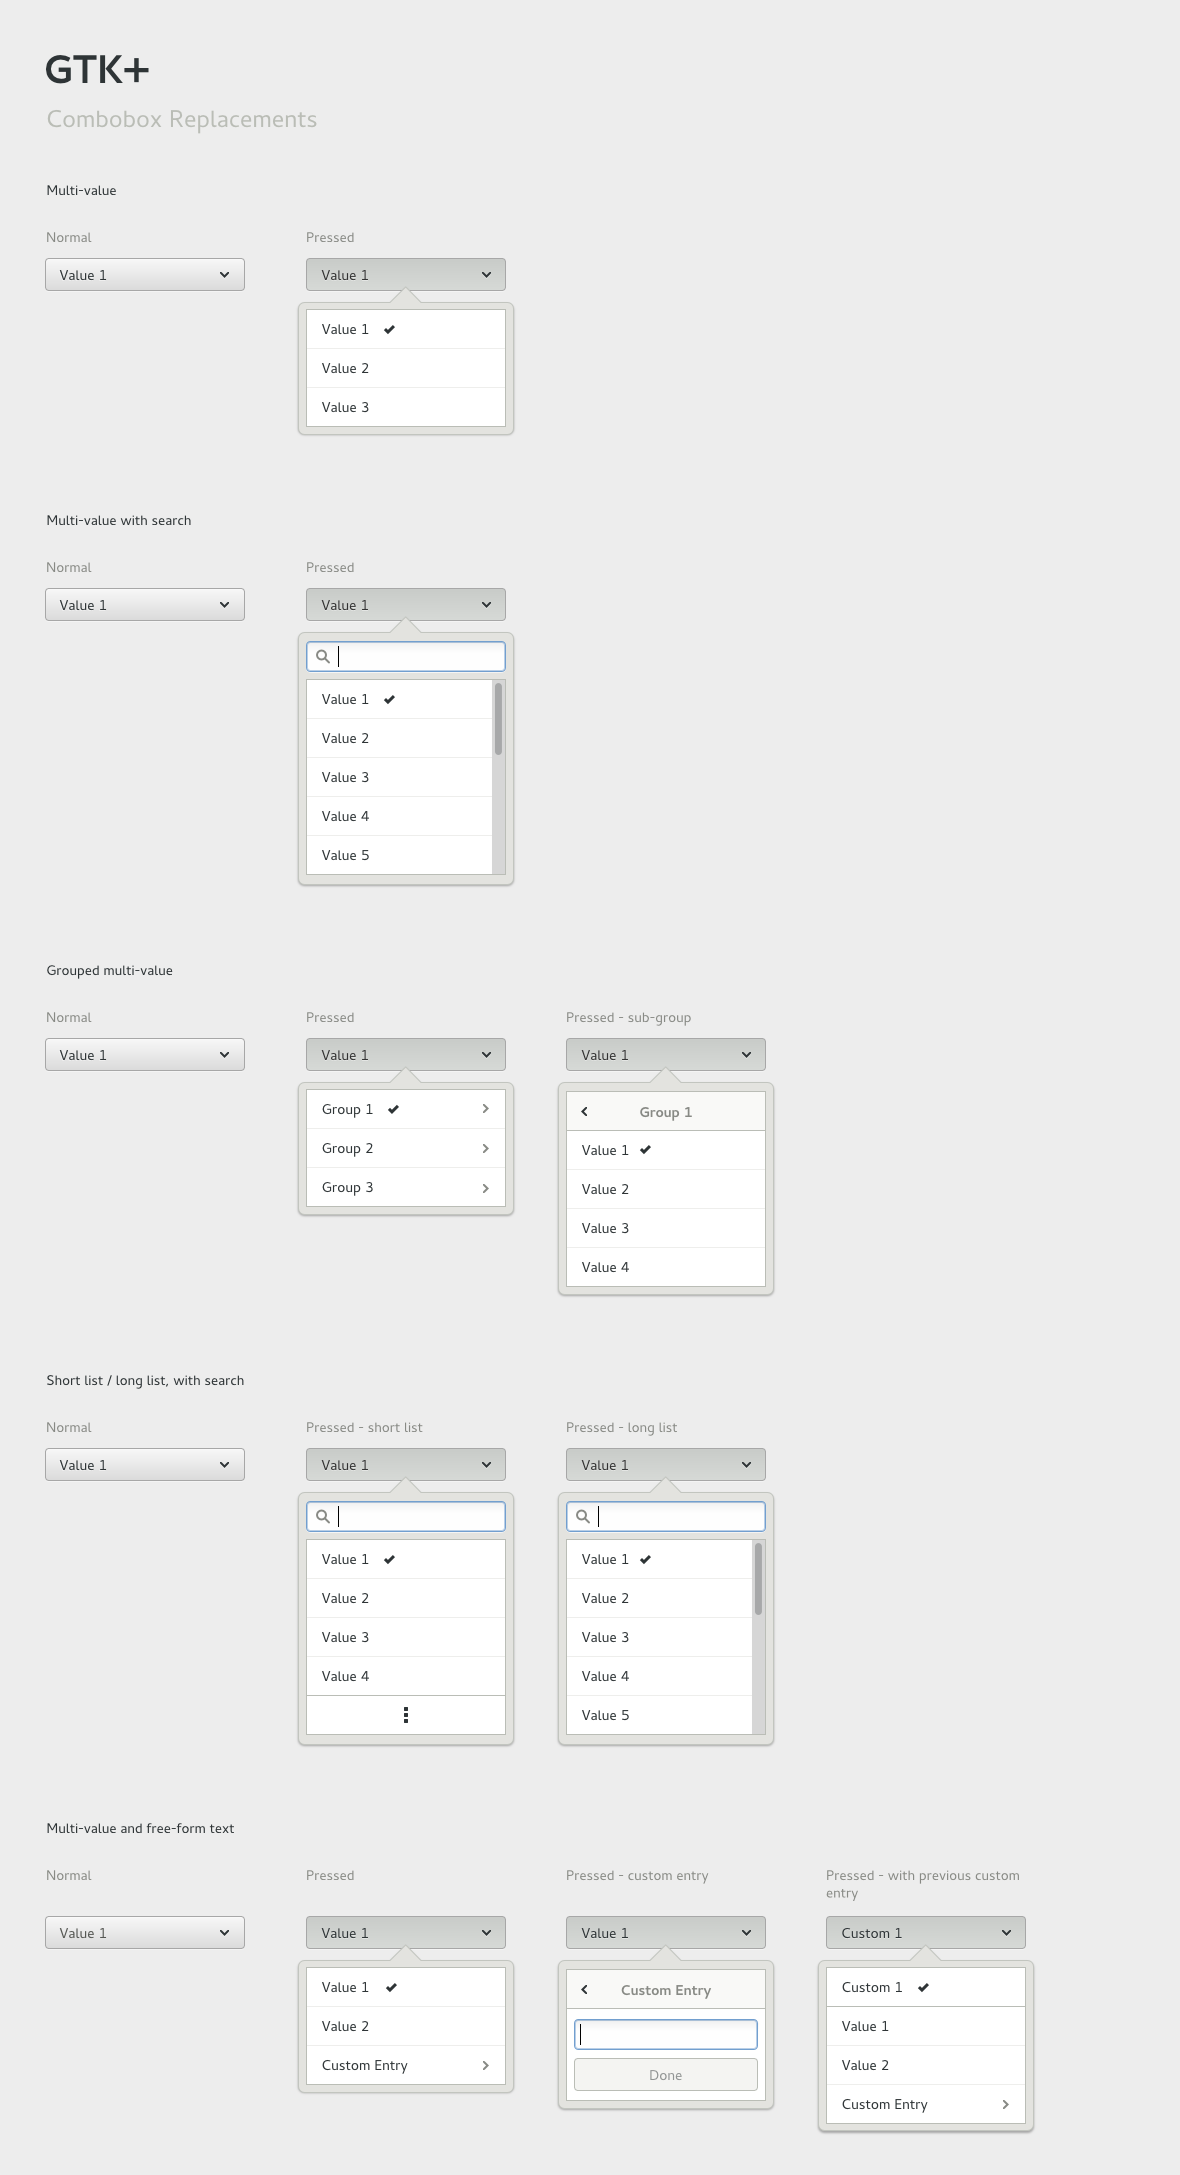 GTK+
Combobox Replacements
Multi-value
Normal
Pressed
Value 1
Value 1
Value 1
Value 2
Value 3
Multi-value with search
Normal
Pressed
Value 1
Value 1
Value 1
Value 2
Value 3
Value 4
Value 5
Grouped multi-value
Normal
Pressed
Pressed - sub-group
Value 1
Value 1
Value 1
Group 1
Group 2
Group 3
Group 1
Value 1
Value 2
Value 3
Value 4
Short list / long list, with search
Normal
Pressed - short list
Pressed - long list
Value 1
Value 1
Value 1
Value 1
Value 2
Value 3
Value 4
Value 1
Value 2
Value 3
Value 4
Value 5
Multi-value and free-form text
Normal
Pressed
Pressed - custom entry
Pressed - with previous custom
entry
Value 1
Value 1
Value 1
Custom 1
Value 1
Value 2
Custom Entry
Custom Entry
Done
Custom 1
Value 1
Value 2
Custom Entry